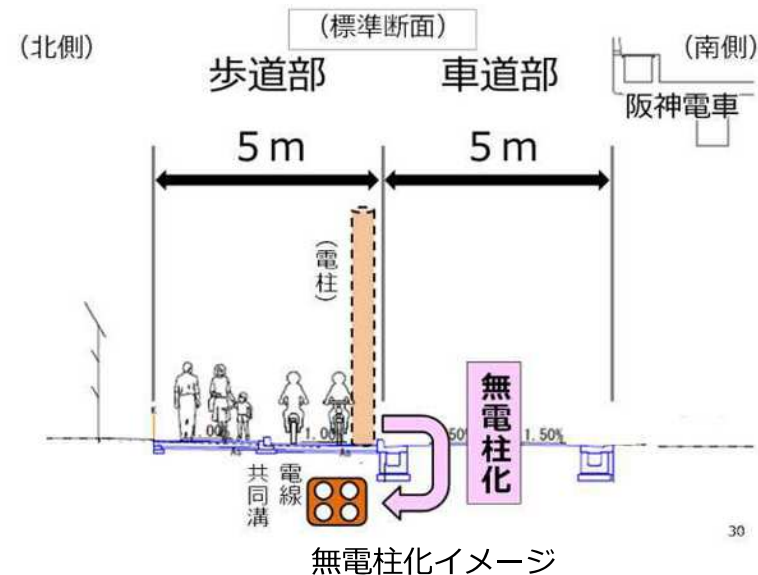 （標準断面）
（北側）
（南側）
歩道部
車道部
阪神電車
5ｍ
5ｍ
（電柱）
無電柱化
1.00
50
1.50%
電線
共同溝
30
無電柱化イメージ